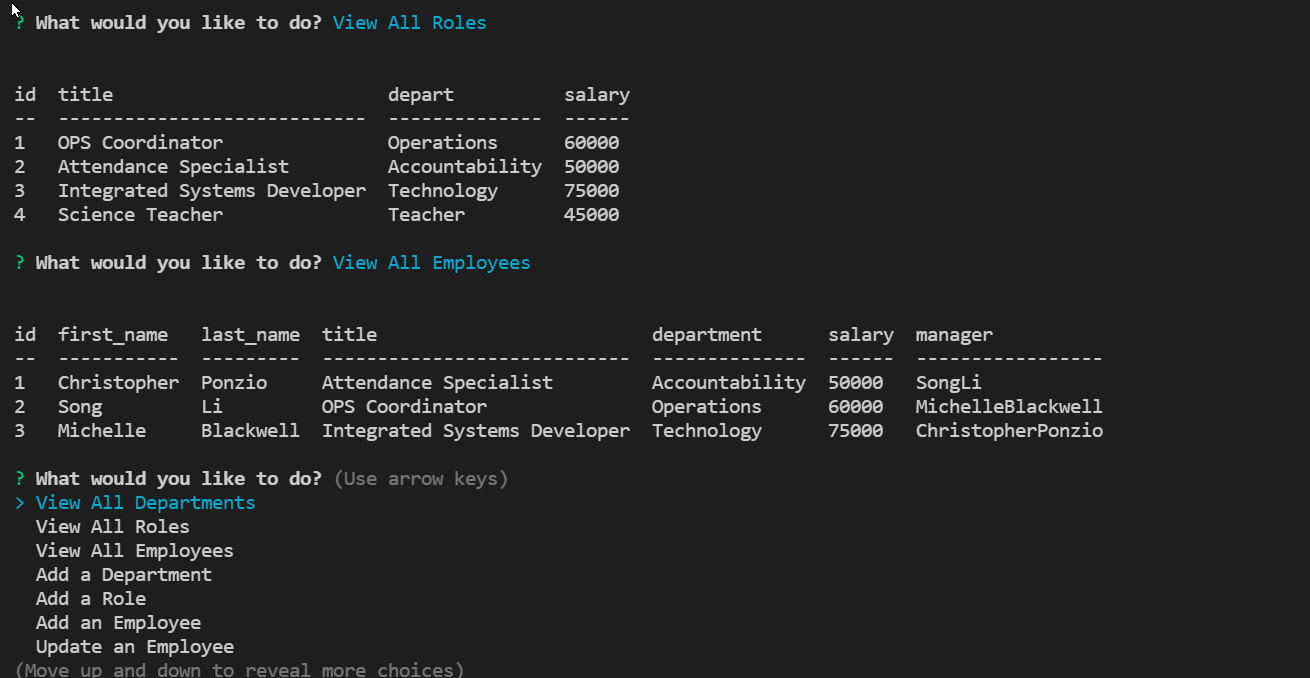 ? What would you like to do? View All Roles
id  title                         depart          salary
--  ----------------------------  --------------  ------
1   OPS Coordinator               Operations      60000
2   Attendance Specialist         Accountability  50000
3   Integrated Systems Developer  Technology      75000
4   Science Teacher               Teacher         45000
? What would you like to do? View All Employees
id  first_name   last_name  title                         department      salary  manager
--  -----------  ---------  ----------------------------  --------------  ------  -----------------
1   Christopher  Ponzio     Attendance Specialist         Accountability  50000   SongLi
2   Song         Li         OPS Coordinator               Operations      60000   MichelleBlackwell
3   Michelle     Blackwell  Integrated Systems Developer  Technology      75000   ChristopherPonzio
? What would you like to do? (Use arrow keys)
> View All Departments
  View All Roles
  View All Employees
  Add a Department
  Add a Role
  Add an Employee
  Update an Employee
(Move up and down to reveal more choices)